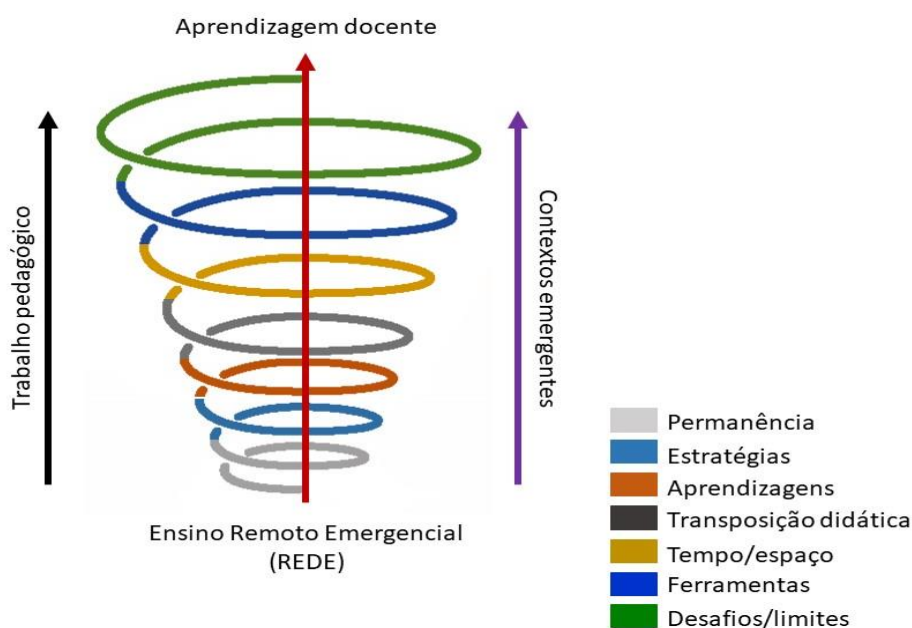 Aprendizagem docente
Trabalho pedagógico
Contextos emergentes
Ensino Remoto Emergencial
(REDE)
Permanência
Estratégias
Aprendizagens
Transposição didática
Tempo/espaço
Ferramentas
Desafios/limites